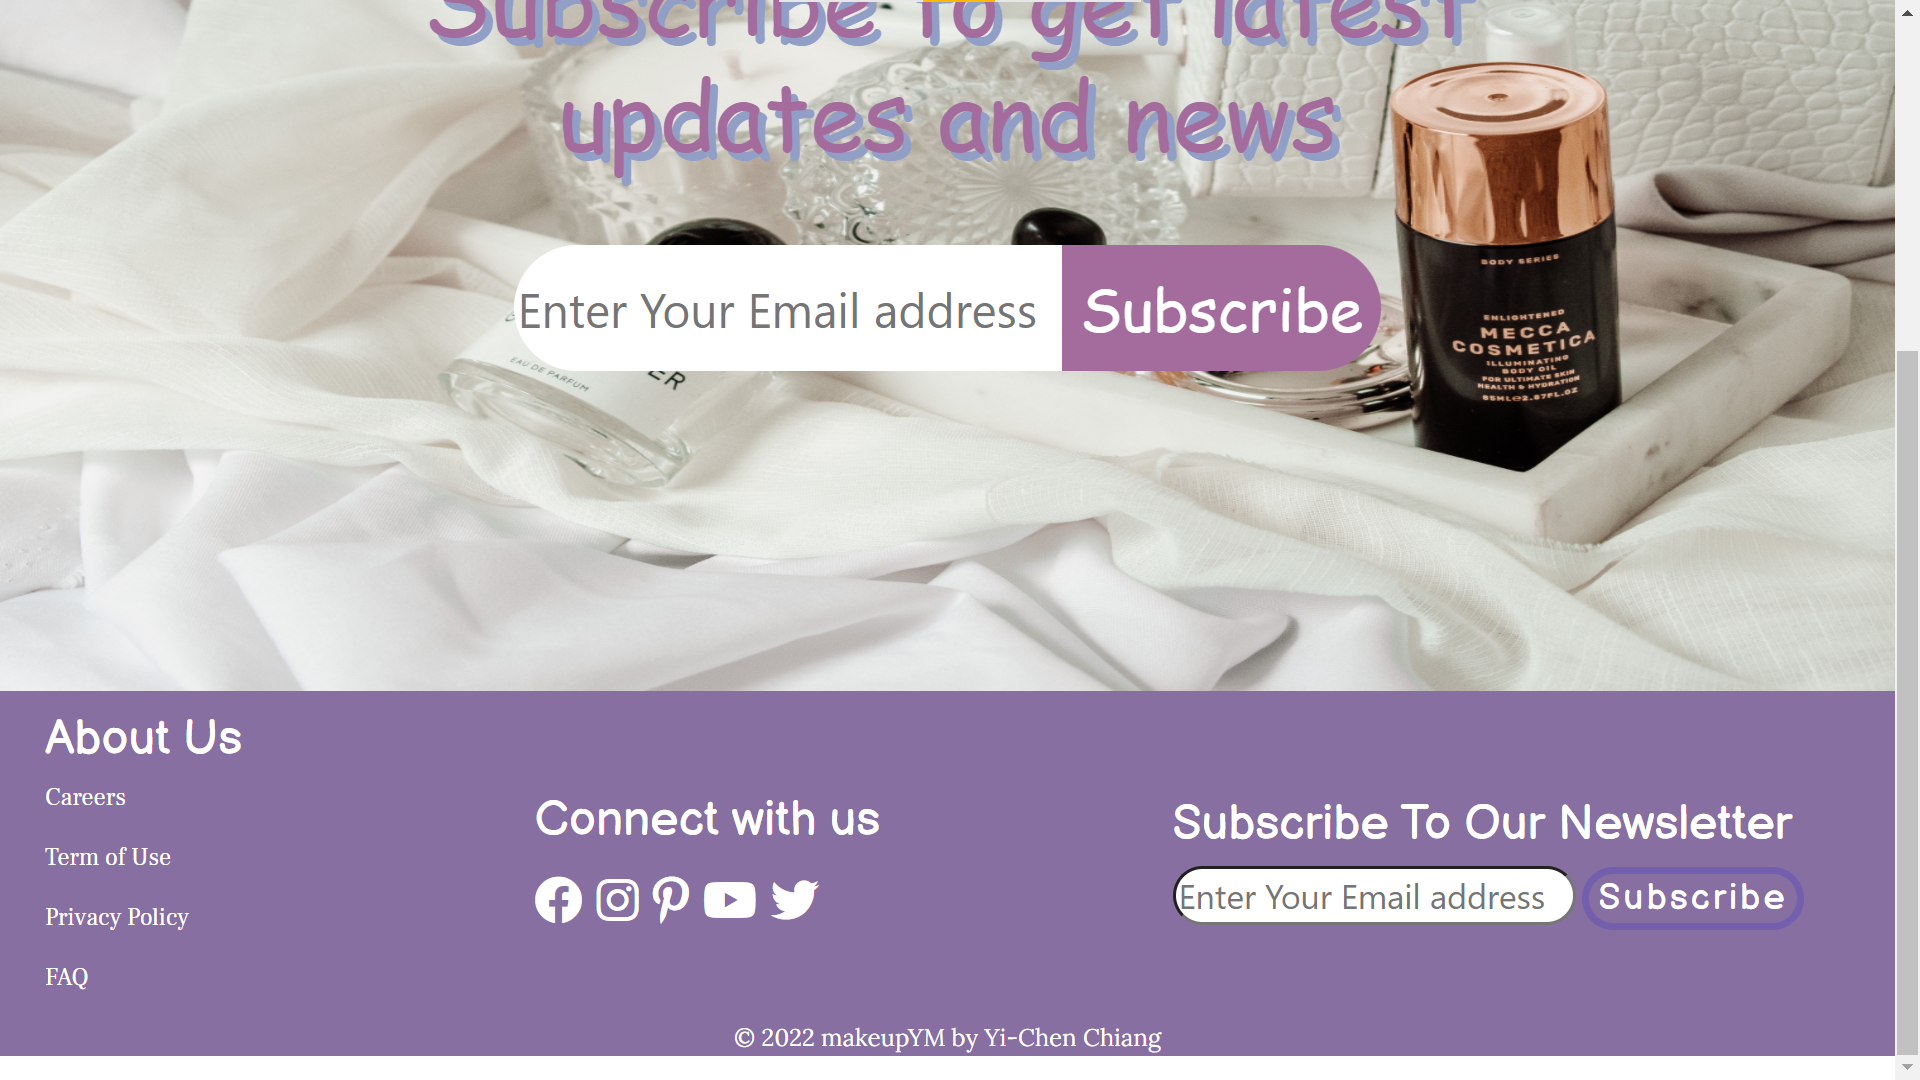 Subscribe to get latest
updates and news
Enter Your Email address
Subscribe
EAU DE PARFUM
ER
BODY SERIES
ENLIGHTENED
MECCA
COSMETICA
ILLUMINATING
BODY OIL
FOR ULTIMATE SKIN
HEALTH & HYDRATION
85ML℮2.87FL.OZ
About Us
Careers
Term of Use
Privacy Policy
FAQ
Connect with us
Subscribe To Our Newsletter
Enter Your Email address
Subscribe
© 2022 makeupYM by Yi-Chen Chiang